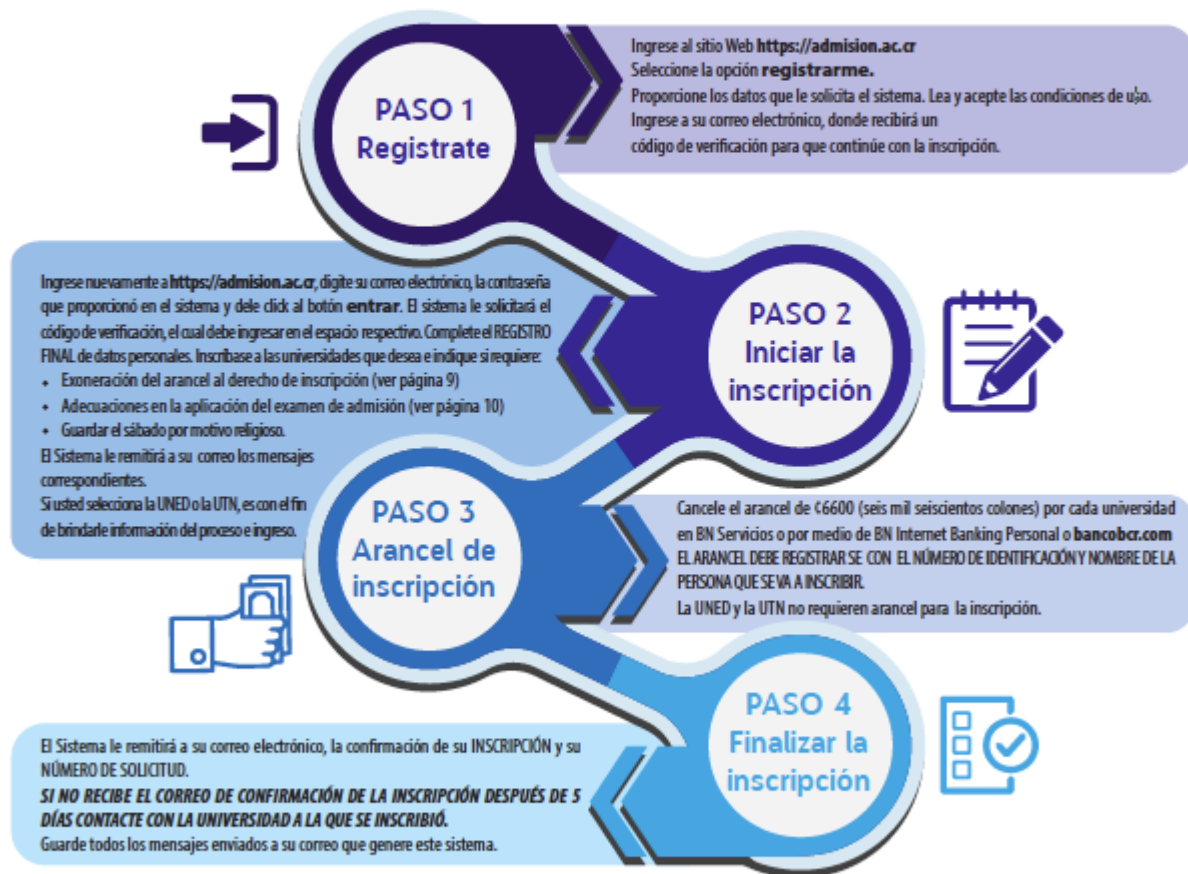 PASO 1
Registrate
Ingrese al sitio Web https://admision.ac.cr
Seleccione la opción registrarme.
Proporcione los datos que le solicita el sistema. Lea y acepte las condiciones de uso.
Ingrese a su correo electrónico, donde recibirá un
código de verificación para que continúe con la inscripción.
PASO 2
Iniciar la
inscripción
Ingrese nuevamente a https://admision.ac.cr, digite su correo electrónico, la contraseña
que proporcionó en el sistema y dele click al botón entrar. El sistema le solicitará el
código de verificación, el cual debe ingresar en el espacio respectivo. Complete el REGISTRO
FINAL de datos personales. Inscríbase a las universidades que desea e indique si requiere:
• Exoneración del arancel al derecho de inscripción (ver página 9)
• Adecuaciones en la aplicación del examen de admisión (ver página 10)
• Guardar el sábado por motivo religioso.
El Sistema le remitirá a su correo los mensajes
correspondientes.
Si usted selecciona la UNED o la UTN, es con el fin
de brindarle información del proceso e ingreso.
PASO 3
Arancel de
inscripción
Cancele el arancel de ¢6600 (seis mil seiscientos colones) por cada universidad
en BN Servicios o por medio de BN Internet Banking Personal o bancobcr.com
EL ARANCEL DEBE REGISTRAR SE CON EL NÚMERO DE IDENTIFICACIÓN Y NOMBRE DE LA
PERSONA QUE SE VA A INSCRIBIR.
La UNED y la UTN no requieren arancel para la inscripción.
PASO 4
Finalizar la
inscripción
El Sistema le remitirá a su correo electrónico, la confirmación de su INSCRIPCIÓN y su
NÚMERO DE SOLICITUD.
SI NO RECIBE EL CORREO DE CONFIRMACIÓN DE LA INSCRIPCIÓN DESPUÉS DE 5
DÍAS CONTACTE CON LA UNIVERSIDAD A LA QUE SE INSCRIBIÓ.
Guarde todos los mensajes enviados a su correo que genere este sistema.